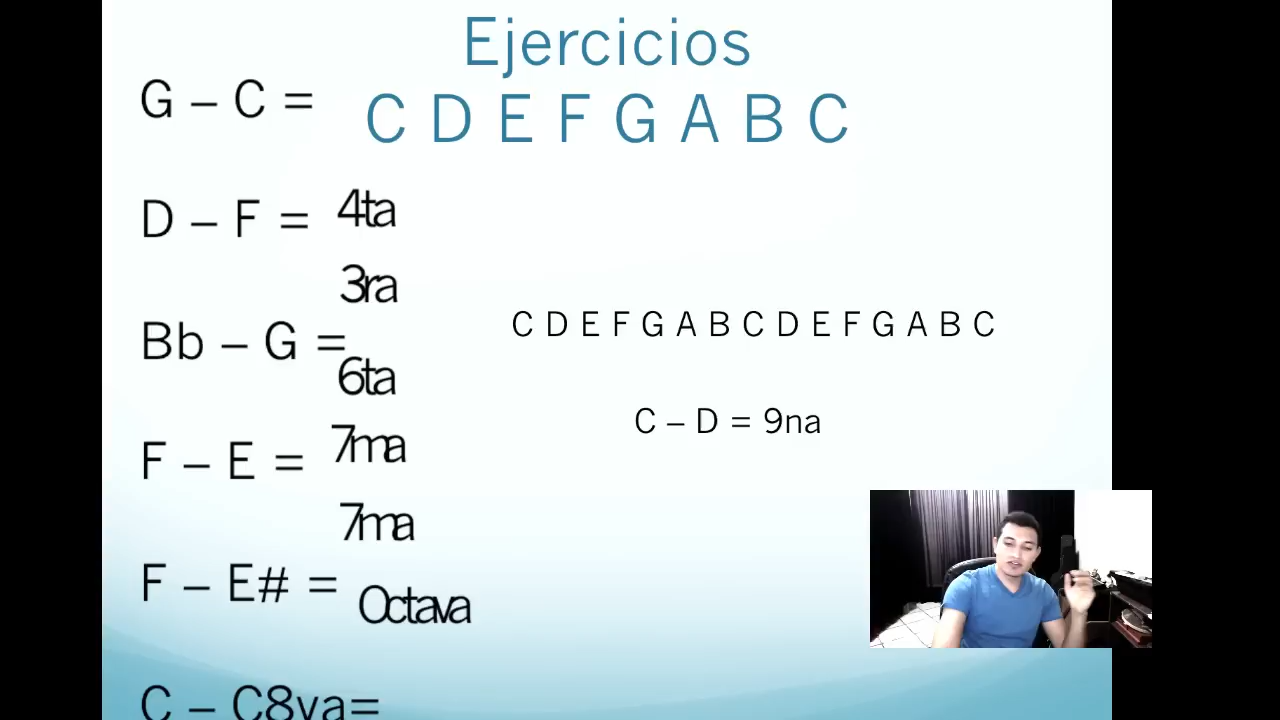 Ejercicios
C D E F G A B C
G – C =
4ta
D – F =
3ra
Bb – G =
6ta
F – E =
7ma
7ma
F – E# =
Octava
C – C8va=
C D E F G A B C D E F G A B C
C – D = 9na